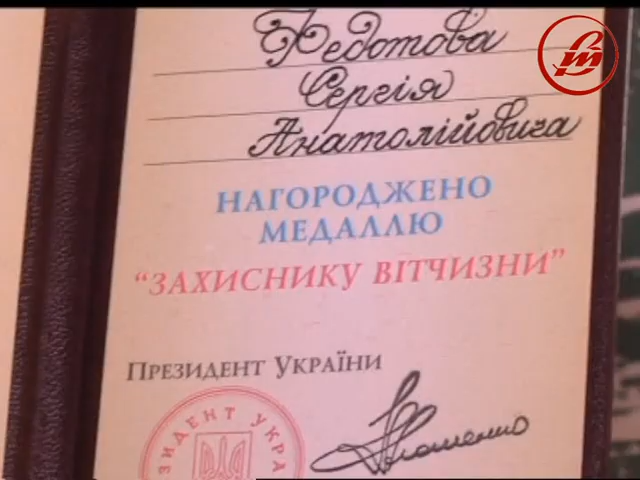 Федотова
Сергія
Анатолійовича
НАГОРОДЖЕНО
МЕДАЛЛЮ
“ЗАХИСНИКУ ВІТЧИЗНИ”
ПРЕЗИДЕНТ УКРАЇНИ